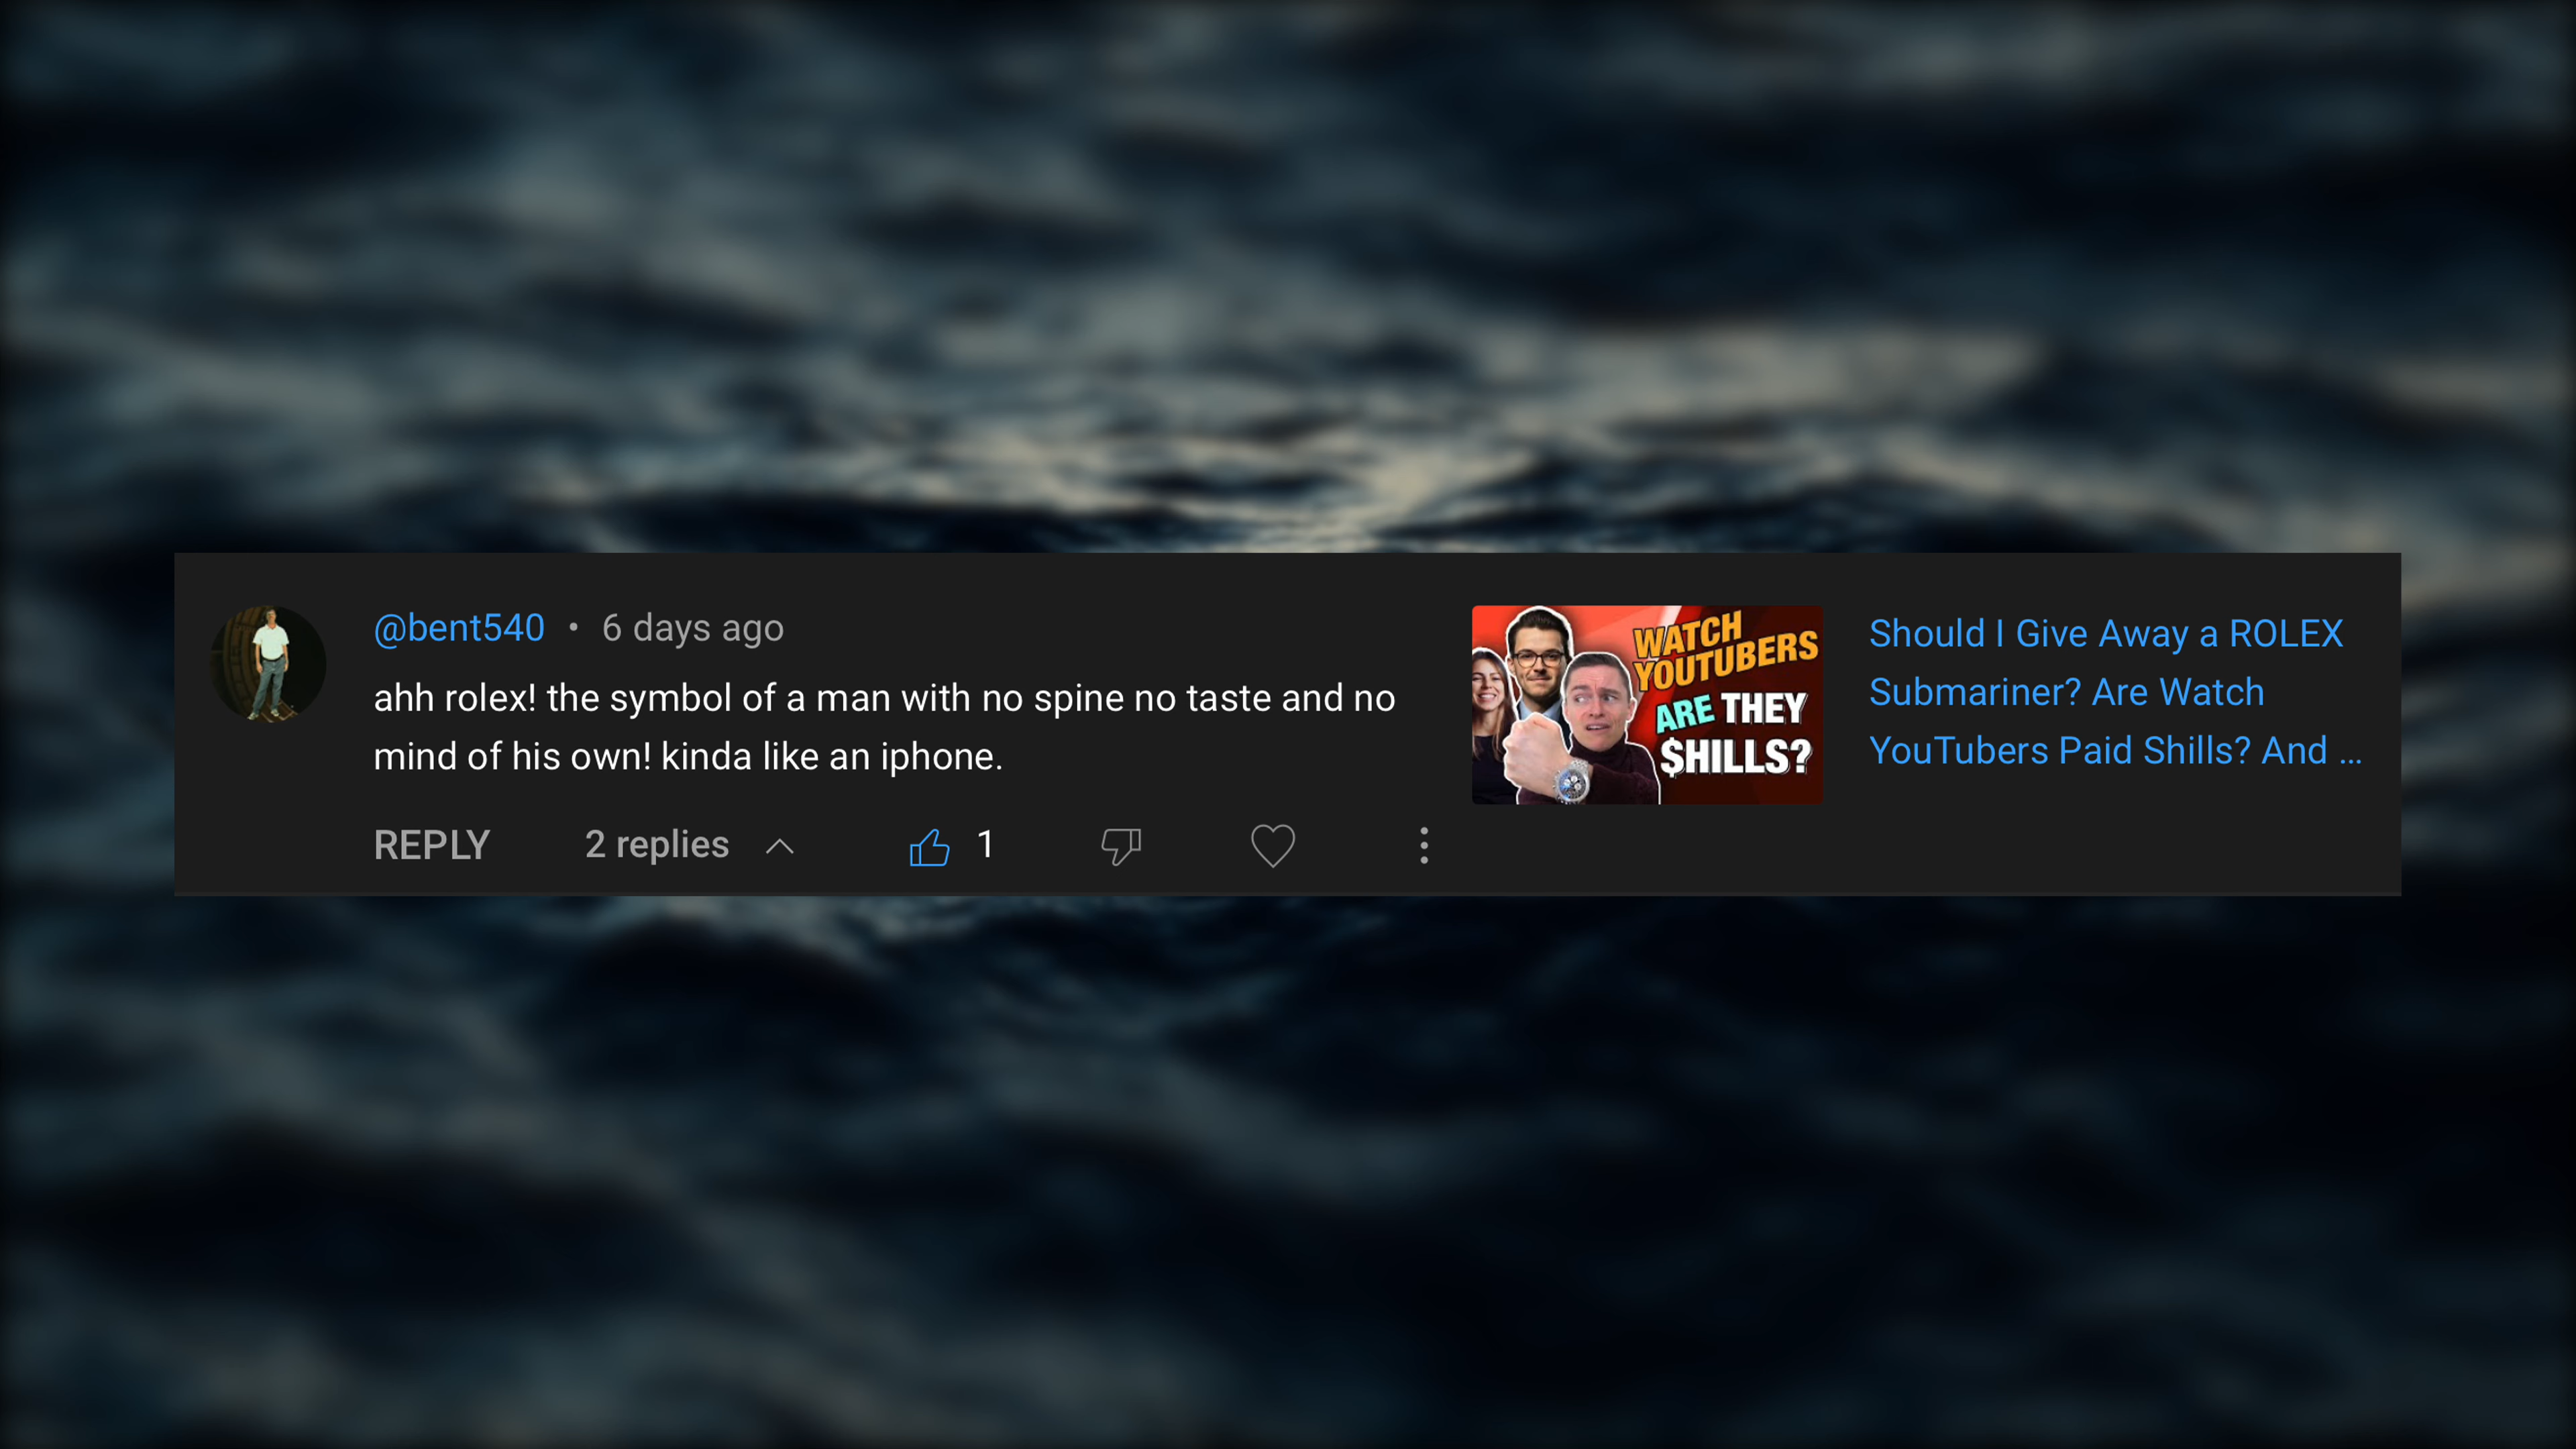 @bent540 • 6 days ago
ahh rolex! the symbol of a man with no spine no taste and no
mind of his own! kinda like an iphone.
REPLY 2 replies 1
WATCH
YOUTUBERS
ARE THEY
$HILLS?
Should I Give Away a ROLEX
Submariner? Are Watch
YouTubers Paid Shills? And ...